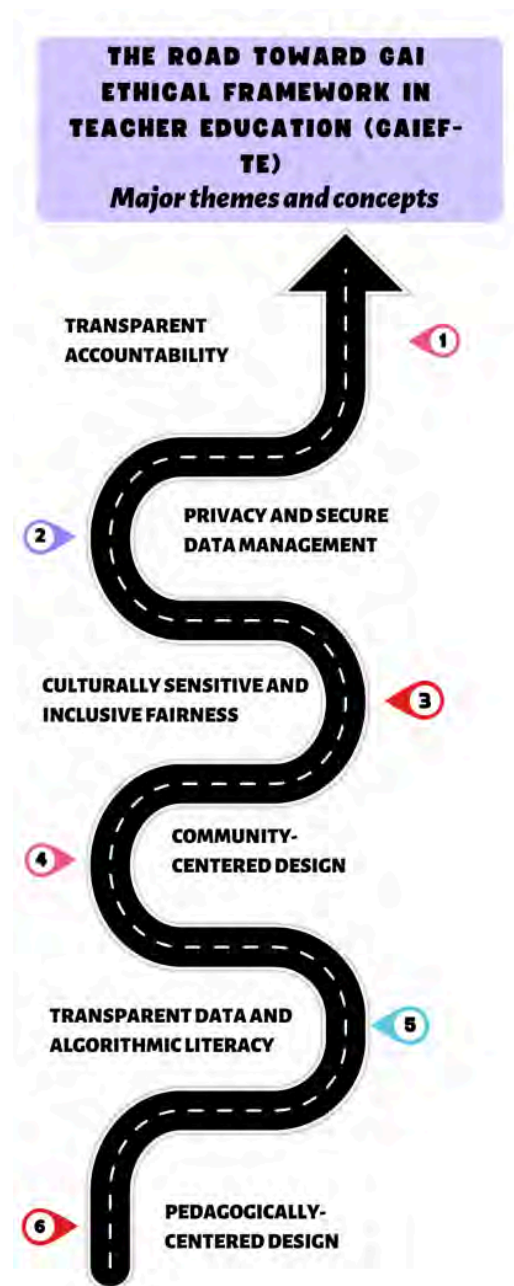 THE ROAD TOWARD GAI
ETHICAL FRAMEWORK IN
TEACHER EDUCATION (GAIEF-
TE)
Major themes and concepts
TRANSPARENT
ACCOUNTABILITY
1
2
PRIVACY AND SECURE
DATA MANAGEMENT
CULTURALLY SENSITIVE AND
INCLUSIVE FAIRNESS
3
4
COMMUNITY-
CENTERED DESIGN
TRANSPARENT DATA AND
ALGORITHMIC LITERACY
5
6
PEDAGOGICALLY-
CENTERED DESIGN